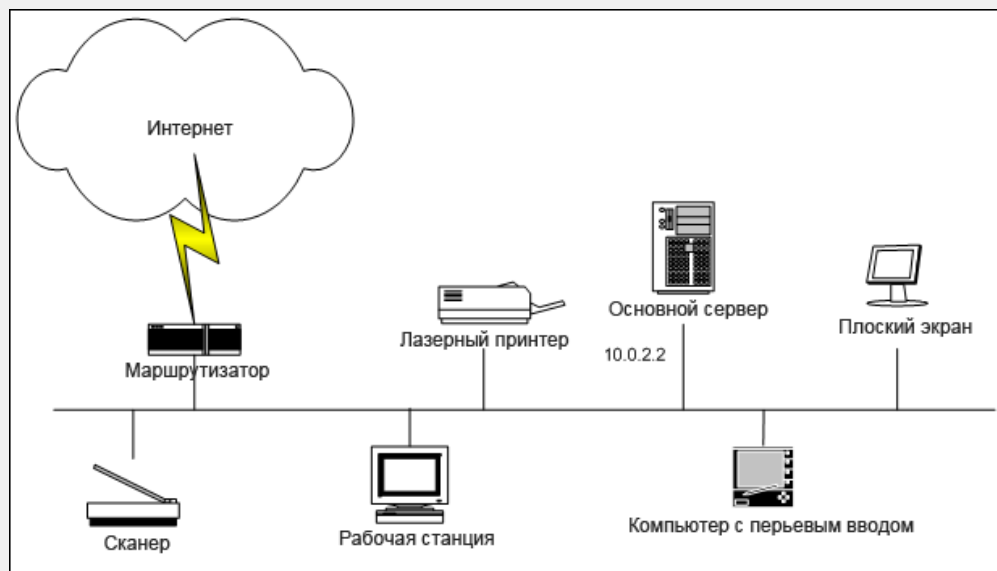 Интернет
Основной сервер
Плоский экран
Лазерный принтер
10.0.2.2
Маршрутизатор
Сканер
Рабочая станция
Компьютер с перьевым вводом